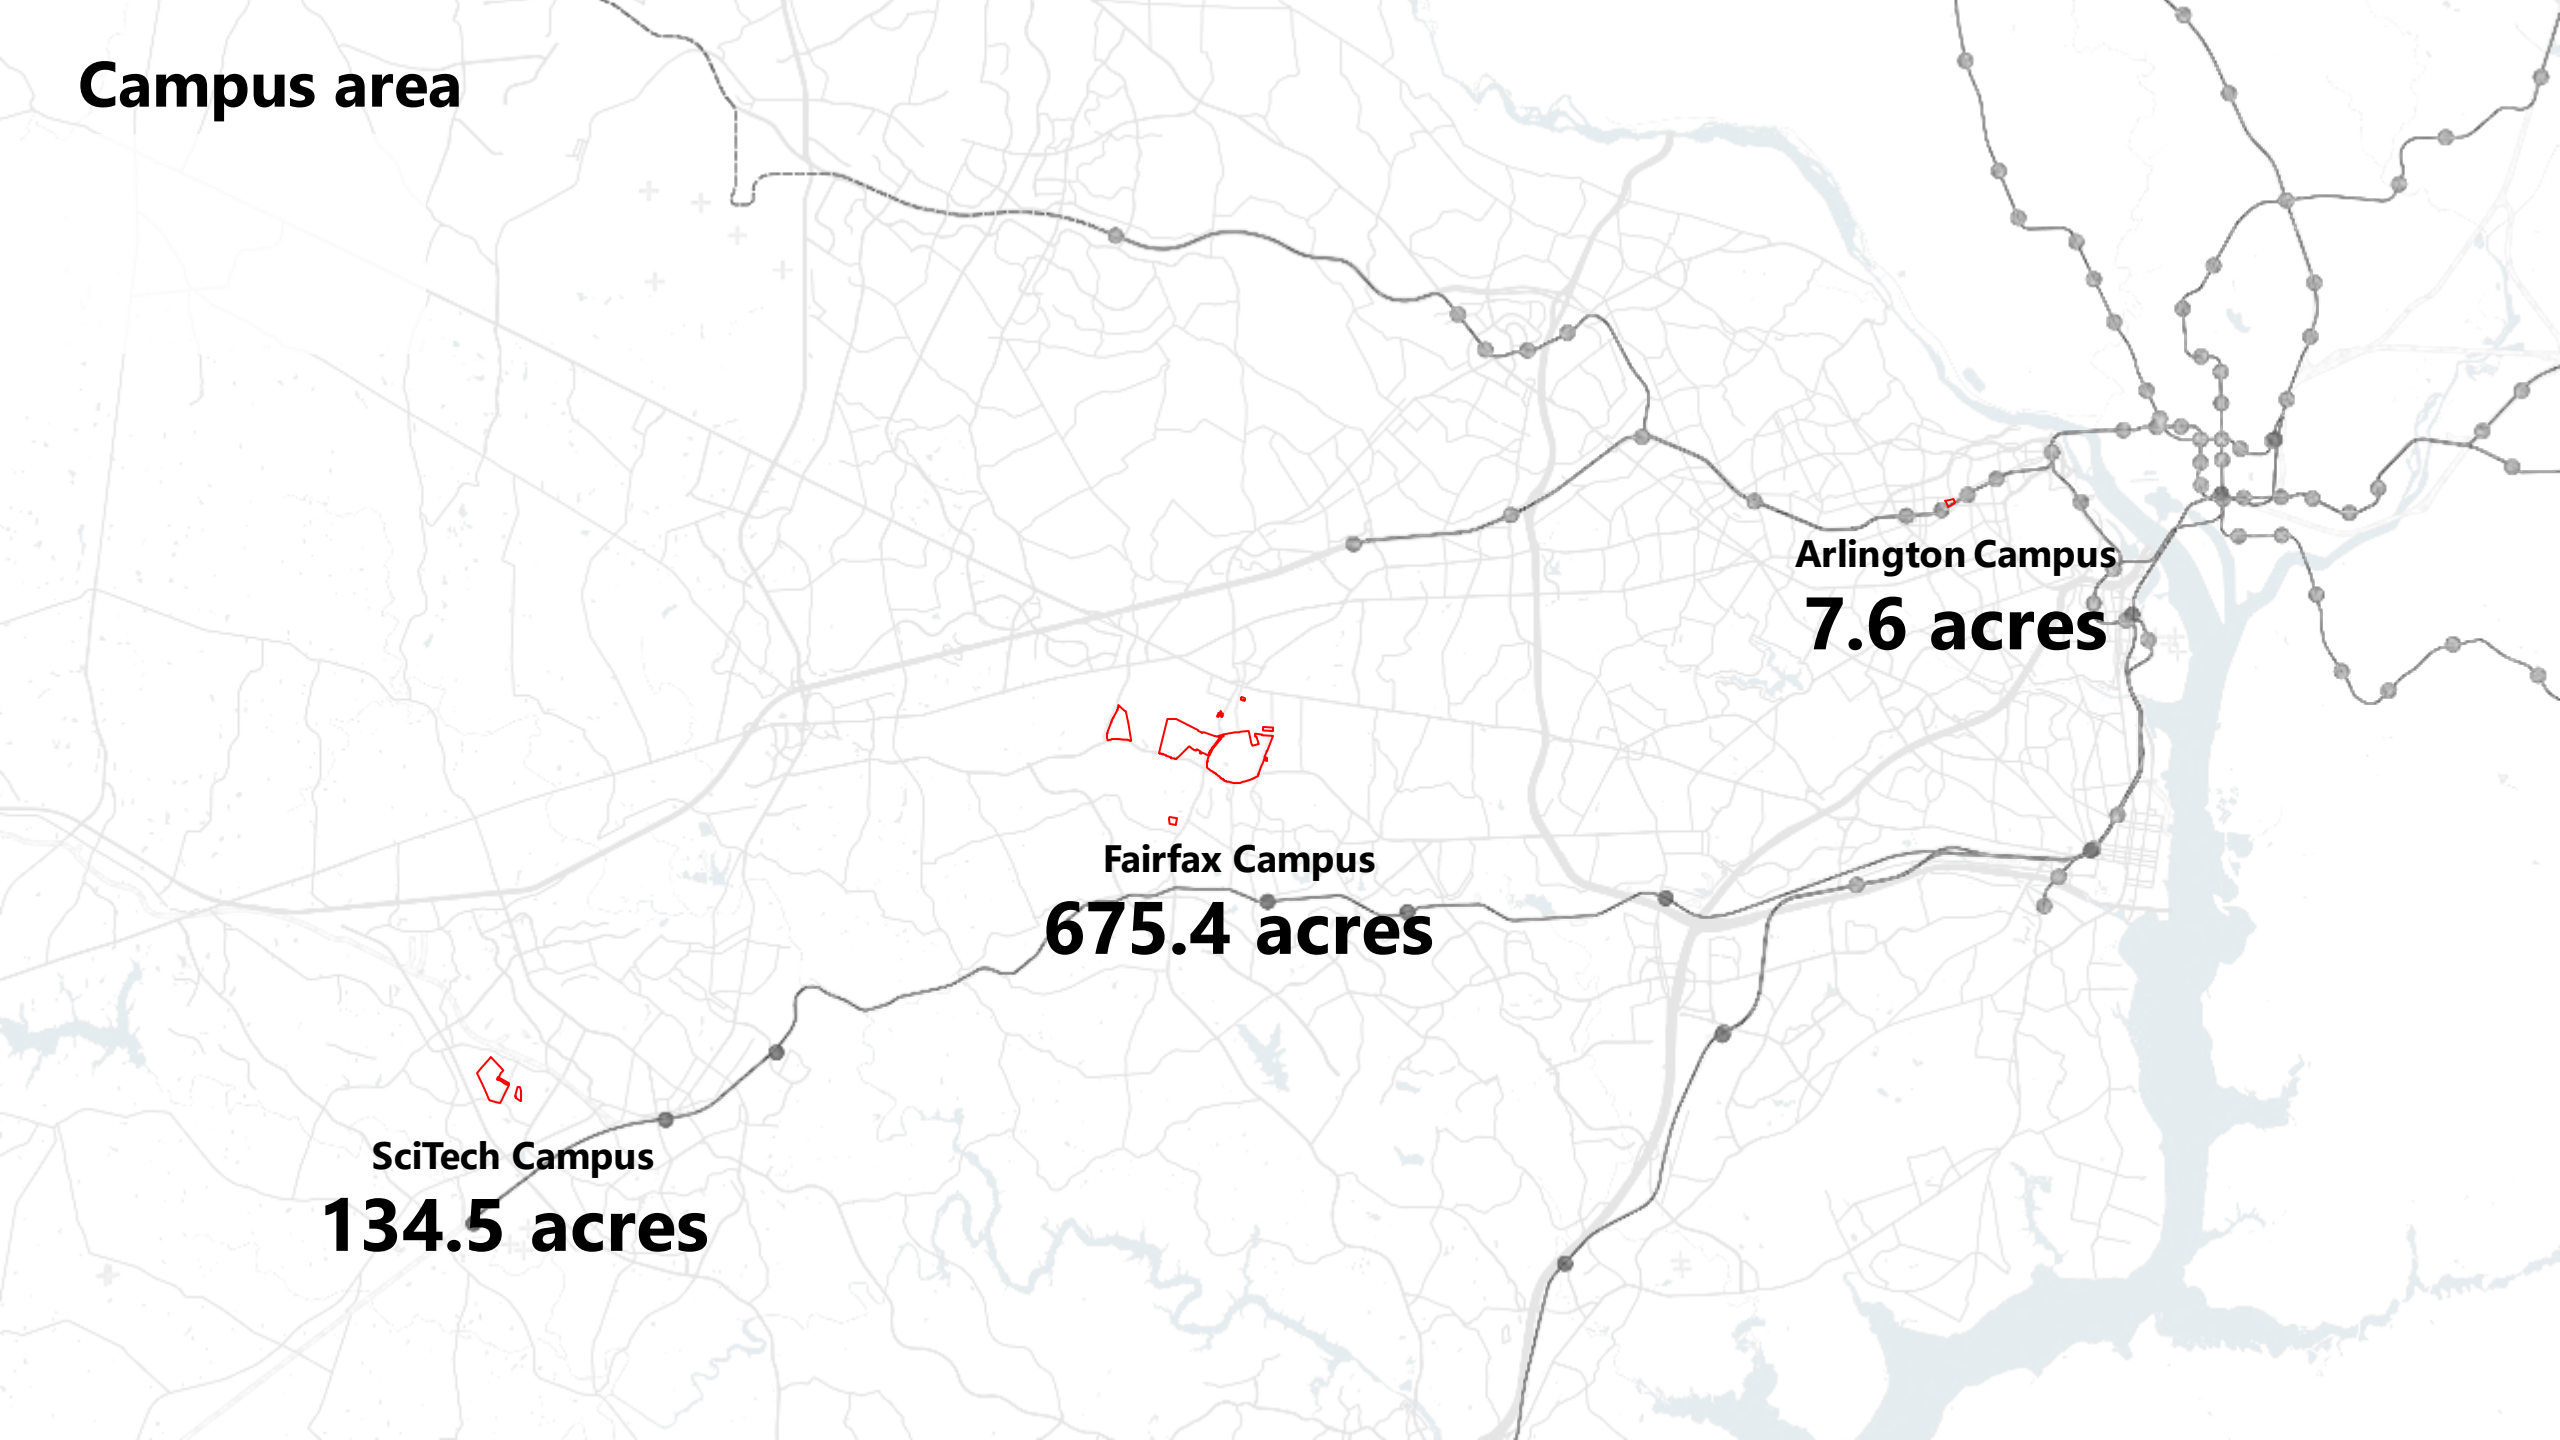 Campus area
Arlington Campus
7.6 acres
Fairfax Campus
675.4 acres
SciTech Campus
134.5 acres